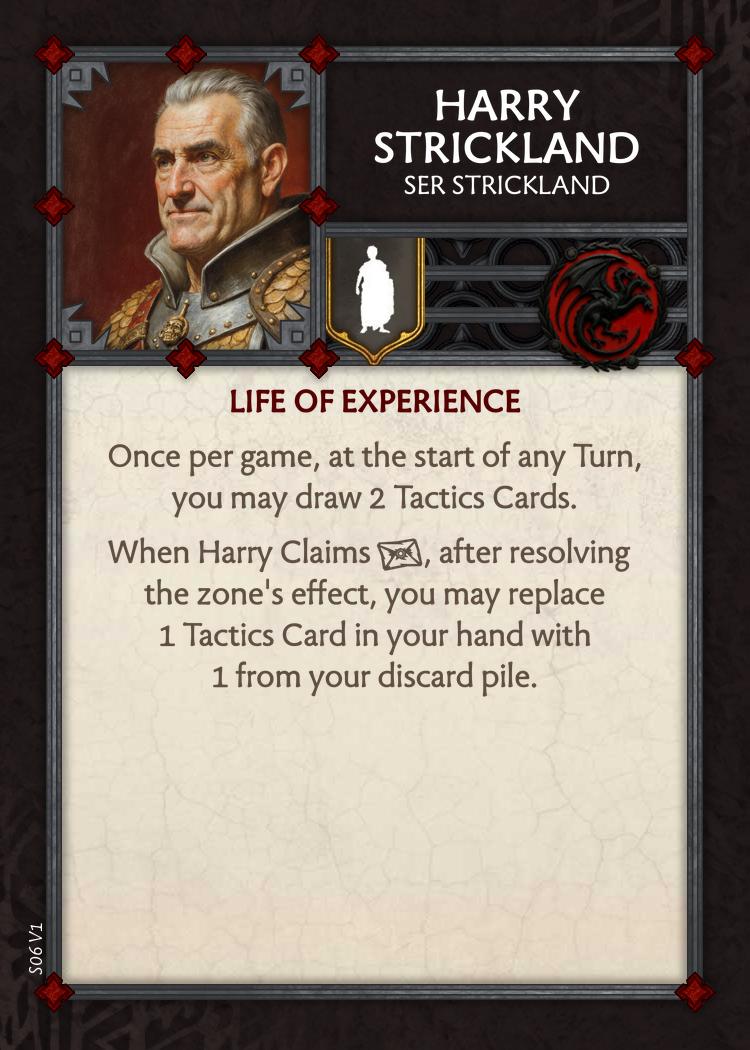 HARRY
STRICKLAND
SER STRICKLAND
LIFE OF EXPERIENCE
Once per game, at the start of any Turn,
you may draw 2 Tactics Cards.
When Harry Claims , after resolving
the zone's effect, you may replace
1 Tactics Card in your hand with
1 from your discard pile.
S06 V1